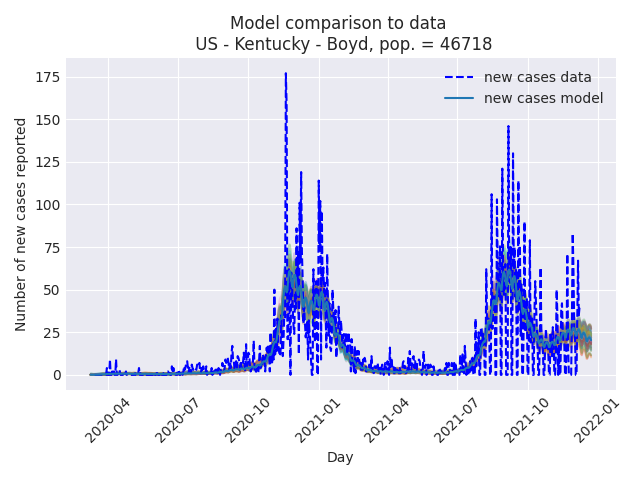 Model comparison to data
US - Kentucky - Boyd, pop. = 46718
new cases data
new cases model
Number of new cases reported
175
150
125
100
75
50
25
0
2020-04
2020-07
2020-10
2021-01
2021-04
2021-07
2021-10
2022-01
Day